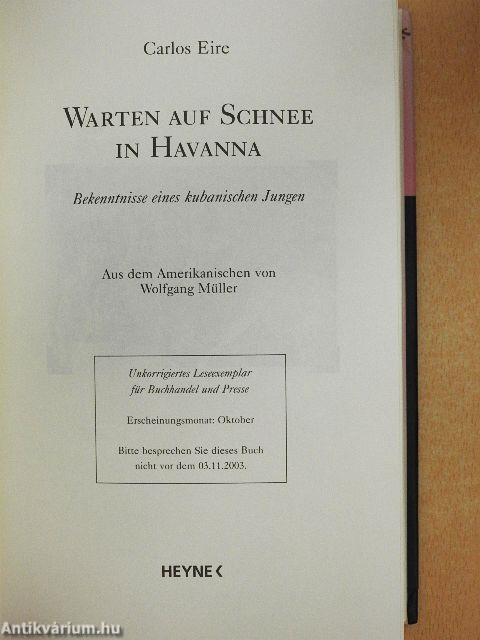 Carlos Eire
WARTEN AUF SCHNEE
IN HAVANNA
Bekenntnisse eines kubanischen Jungen
Aus dem Amerikanischen von
Wolfgang Müller
Unkorrigiertes Leseexemplar
für Buchhandel und Presse
Erscheinungsmonat: Oktober
Bitte besprechen Sie dieses Buch
nicht vor dem 03.11.2003.
HEYNE<
Antikvárium.hu